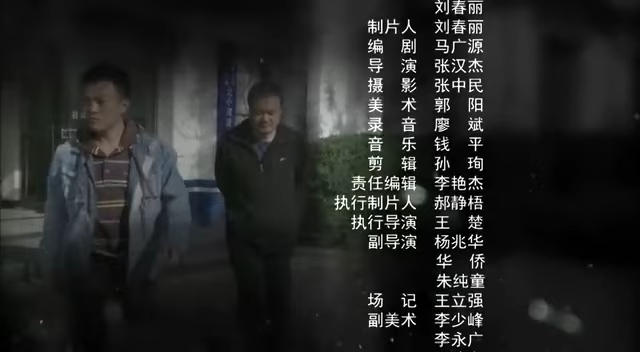 刘春丽
制片人 刘春丽
编剧 马广源
导演 张汉杰
摄影 张中民
美术 郭阳
录音 廖斌
音乐 钱平
剪辑 孙珣
责任编辑 李艳杰
执行制片人 郝静梧
执行导演 王楚
副导演 杨兆华
华侨
朱纯童
场记 王立强
副美术 李少峰
李永广